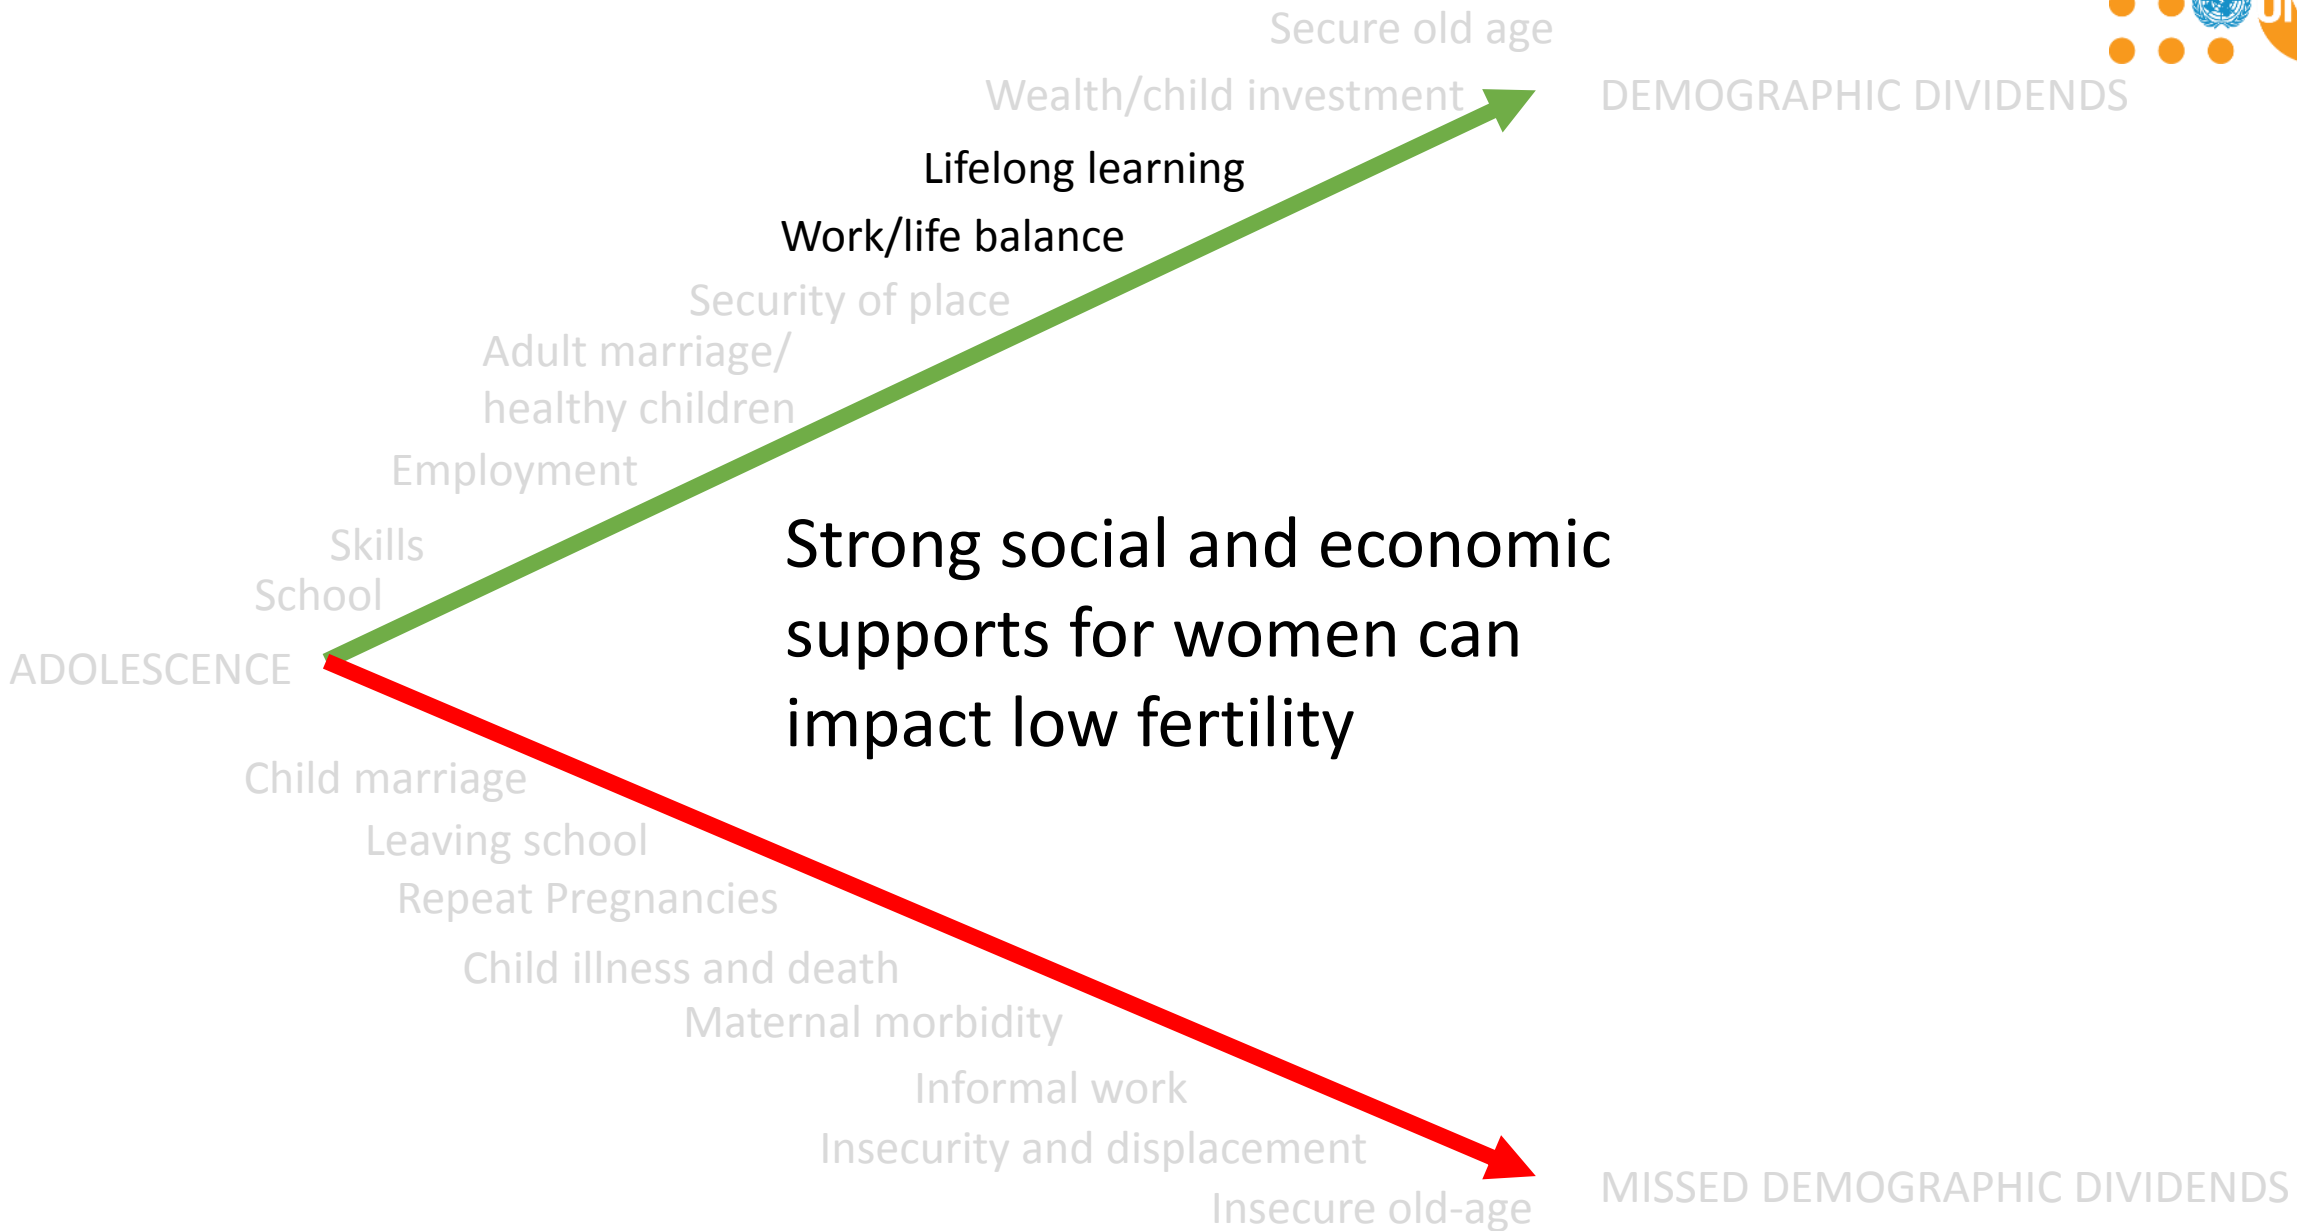 Secure old age
Wealth/child investment
DEMOGRAPHIC DIVIDENDS
Lifelong learning
Work/life balance
Security of place
Adult marriage/
healthy children
Employment
Skills
School
ADOLESCENCE
Strong social and economic
supports for women can
impact low fertility
Child marriage
Leaving school
Repeat Pregnancies
Child illness and death
Maternal morbidity
Informal work
Insecurity and displacement
Insecure old-age
MISSED DEMOGRAPHIC DIVIDENDS